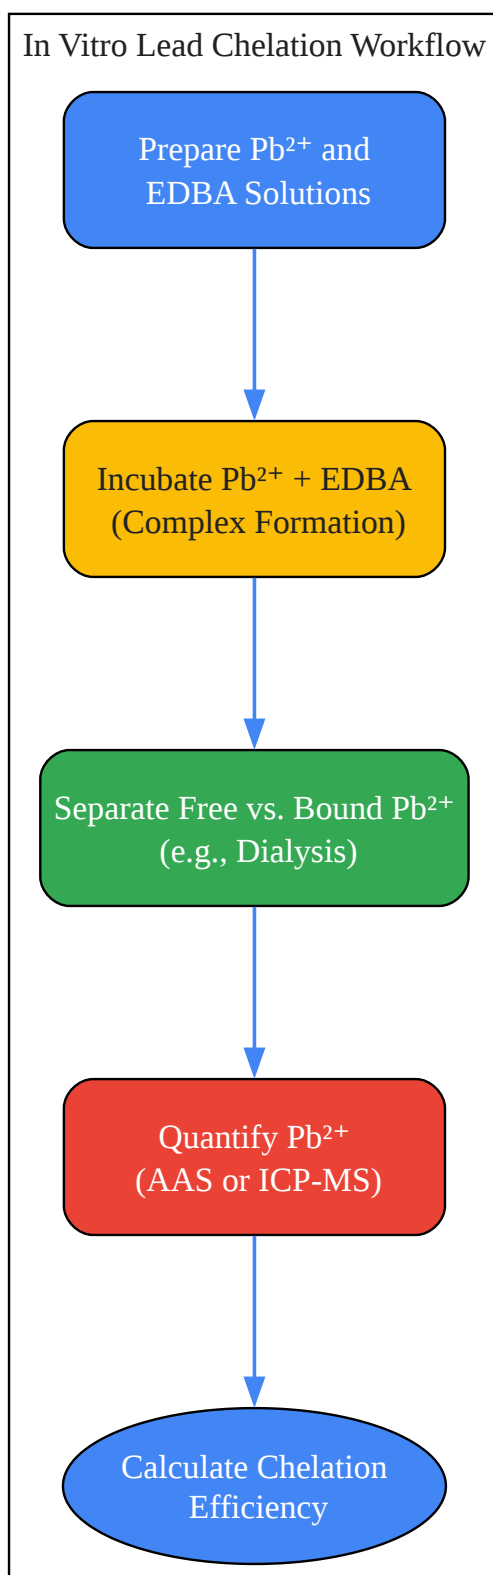 In Vitro Lead Chelation Workflow
Prepare Pb²⁺ and
EDBA Solutions
Incubate Pb²⁺ + EDBA
(Complex Formation)
Separate Free vs. Bound Pb²⁺
(e.g., Dialysis)
Quantify Pb²⁺
(AAS or ICP-MS)
Calculate Chelation
Efficiency